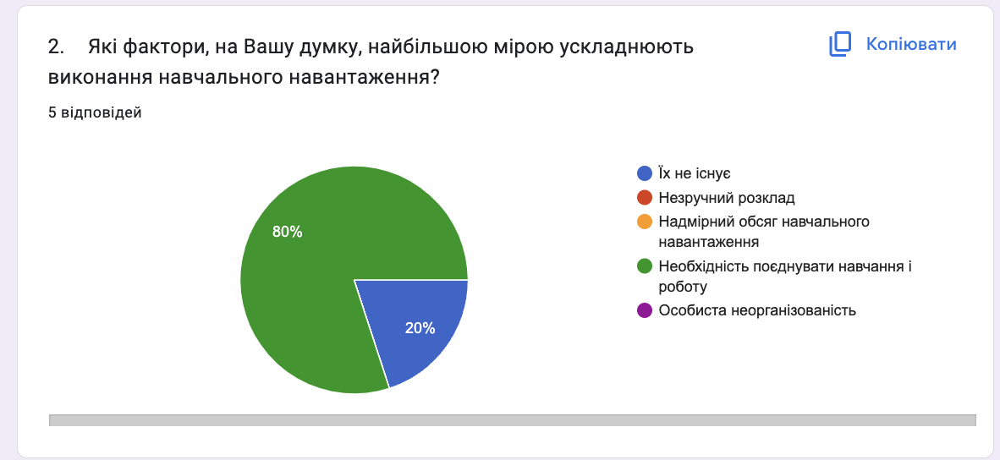 2. Які фактори, на Вашу думку, найбільшою мірою ускладнюють
виконання навчального навантаження?
Копіювати
5 відповідей
80%
20%
Їх не існує
Незручний розклад
Надмірний обсяг навчального
навантаження
Необхідність поєднувати навчання і
роботу
Особиста неорганізованість